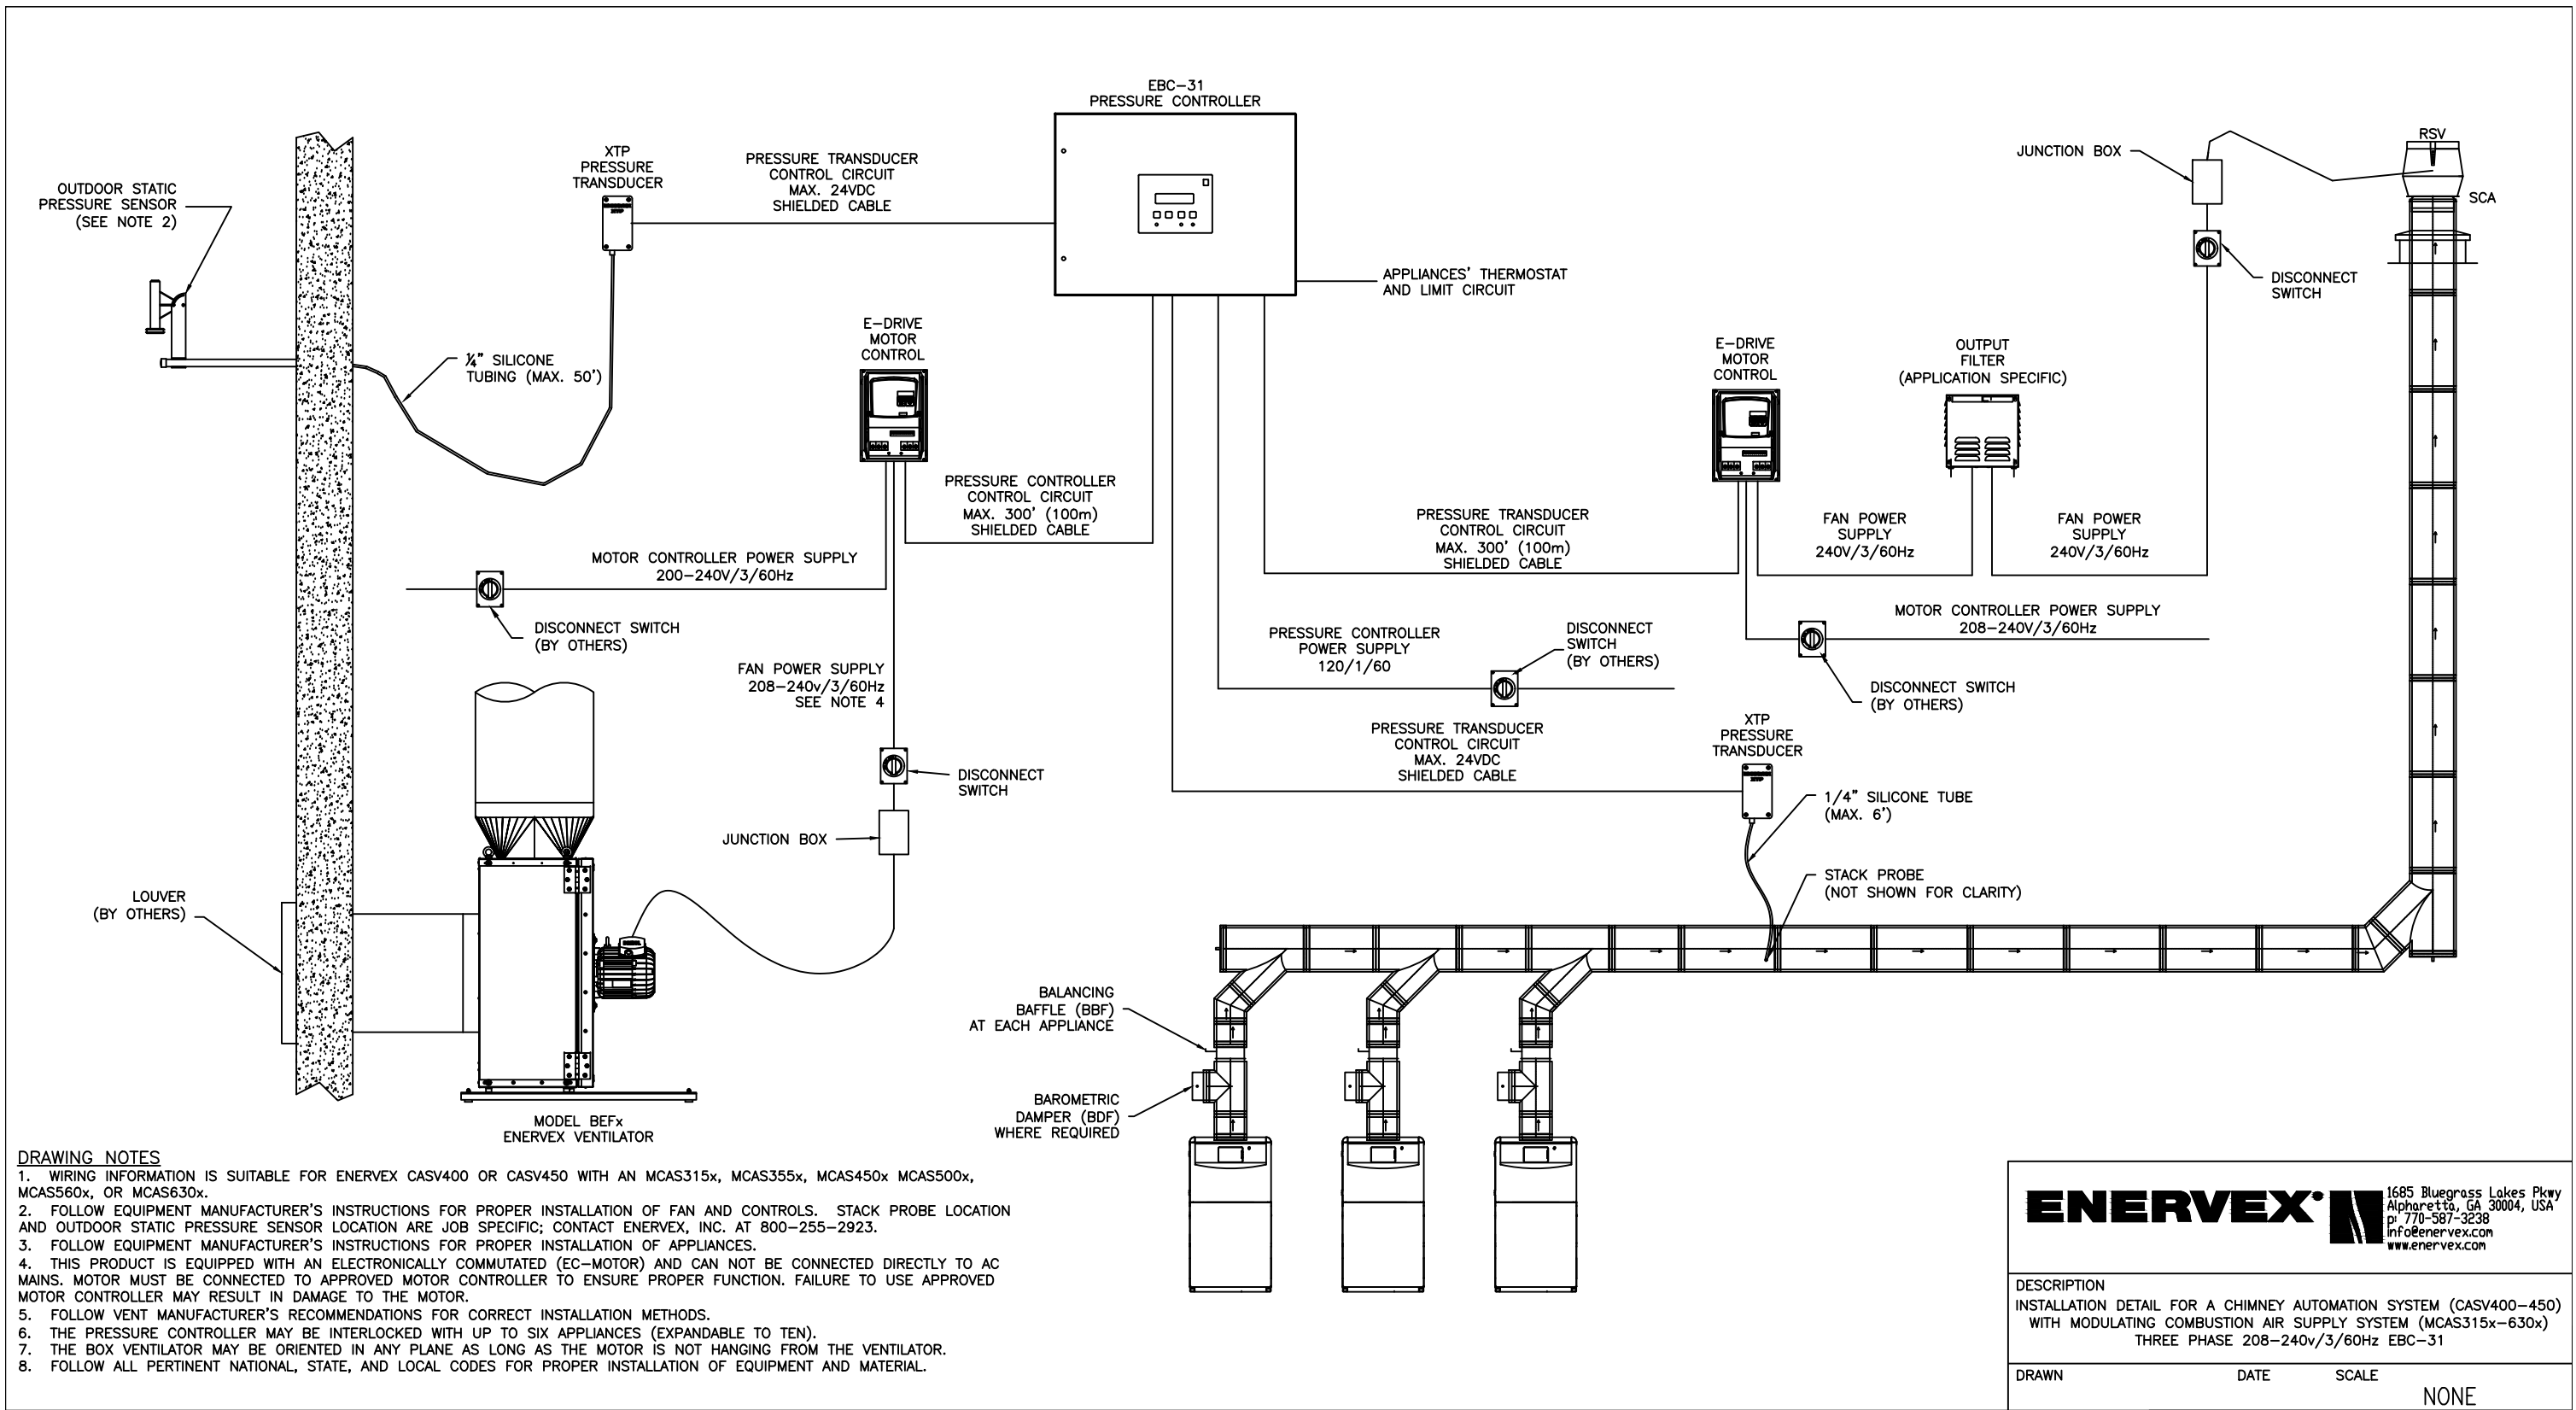 EBC-31
PRESSURE CONTROLLER
OUTDOOR STATIC
PRESSURE SENSOR
(SEE NOTE 2)
XTP
PRESSURE
TRANSDUCER
PRESSURE TRANSDUCER
CONTROL CIRCUIT
MAX. 24VDC
SHIELDED CABLE
APPLIANCES' THERMOSTAT
AND LIMIT CIRCUIT
JUNCTION BOX
RSV
SCA
DISCONNECT
SWITCH
¼" SILICONE
TUBING (MAX. 50')
E-DRIVE
MOTOR
CONTROL
E-DRIVE
MOTOR
CONTROL
OUTPUT
FILTER
(APPLICATION SPECIFIC)
PRESSURE CONTROLLER
CONTROL CIRCUIT
MAX. 300' (100m)
SHIELDED CABLE
PRESSURE TRANSDUCER
CONTROL CIRCUIT
MAX. 300' (100m)
SHIELDED CABLE
FAN POWER
SUPPLY
240V/3/60Hz
FAN POWER
SUPPLY
240V/3/60Hz
MOTOR CONTROLLER POWER SUPPLY
200-240V/3/60Hz
DISCONNECT SWITCH
(BY OTHERS)
PRESSURE CONTROLLER
POWER SUPPLY
120/1/60
DISCONNECT
SWITCH
(BY OTHERS)
MOTOR CONTROLLER POWER SUPPLY
208-240V/3/60Hz
DISCONNECT SWITCH
(BY OTHERS)
FAN POWER SUPPLY
208-240v/3/60Hz
SEE NOTE 4
PRESSURE TRANSDUCER
CONTROL CIRCUIT
MAX. 24VDC
SHIELDED CABLE
XTP
PRESSURE
TRANSDUCER
DISCONNECT
SWITCH
JUNCTION BOX
1/4" SILICONE TUBE
(MAX. 6')
STACK PROBE
(NOT SHOWN FOR CLARITY)
LOUVER
(BY OTHERS)
BALANCING
BAFFLE (BBF)
AT EACH APPLIANCE
BAROMETRIC
DAMPER (BDF)
WHERE REQUIRED
MODEL BEFx
ENERVEX VENTILATOR
DRAWING NOTES
1. WIRING INFORMATION IS SUITABLE FOR ENERVEX CASV400 OR CASV450 WITH AN MCAS315x, MCAS355x, MCAS450x MCAS500x,
MCAS560x, OR MCAS630x.
2. FOLLOW EQUIPMENT MANUFACTURER'S INSTRUCTIONS FOR PROPER INSTALLATION OF FAN AND CONTROLS. STACK PROBE LOCATION
AND OUTDOOR STATIC PRESSURE SENSOR LOCATION ARE JOB SPECIFIC; CONTACT ENERVEX, INC. AT 800-255-2923.
3. FOLLOW EQUIPMENT MANUFACTURER'S INSTRUCTIONS FOR PROPER INSTALLATION OF APPLIANCES.
4. THIS PRODUCT IS EQUIPPED WITH AN ELECTRONICALLY COMMUTATED (EC-MOTOR) AND CAN NOT BE CONNECTED DIRECTLY TO AC
MAINS. MOTOR MUST BE CONNECTED TO APPROVED MOTOR CONTROLLER TO ENSURE PROPER FUNCTION. FAILURE TO USE APPROVED
MOTOR CONTROLLER MAY RESULT IN DAMAGE TO THE MOTOR.
5. FOLLOW VENT MANUFACTURER'S RECOMMENDATIONS FOR CORRECT INSTALLATION METHODS.
6. THE PRESSURE CONTROLLER MAY BE INTERLOCKED WITH UP TO SIX APPLIANCES (EXPANDABLE TO TEN).
7. THE BOX VENTILATOR MAY BE ORIENTED IN ANY PLANE AS LONG AS THE MOTOR IS NOT HANGING FROM THE VENTILATOR.
8. FOLLOW ALL PERTINENT NATIONAL, STATE, AND LOCAL CODES FOR PROPER INSTALLATION OF EQUIPMENT AND MATERIAL.
ENERVEX
1685 Bluegrass Lakes Pkwy
Alpharetta, GA 30004, USA
p: 770-587-3238
info@enervex.com
www.enervex.com
DESCRIPTION
INSTALLATION DETAIL FOR A CHIMNEY AUTOMATION SYSTEM (CASV400-450)
WITH MODULATING COMBUSTION AIR SUPPLY SYSTEM (MCAS315x-630x)
THREE PHASE 208-240v/3/60Hz EBC-31
DRAWN DATE SCALE
NONE